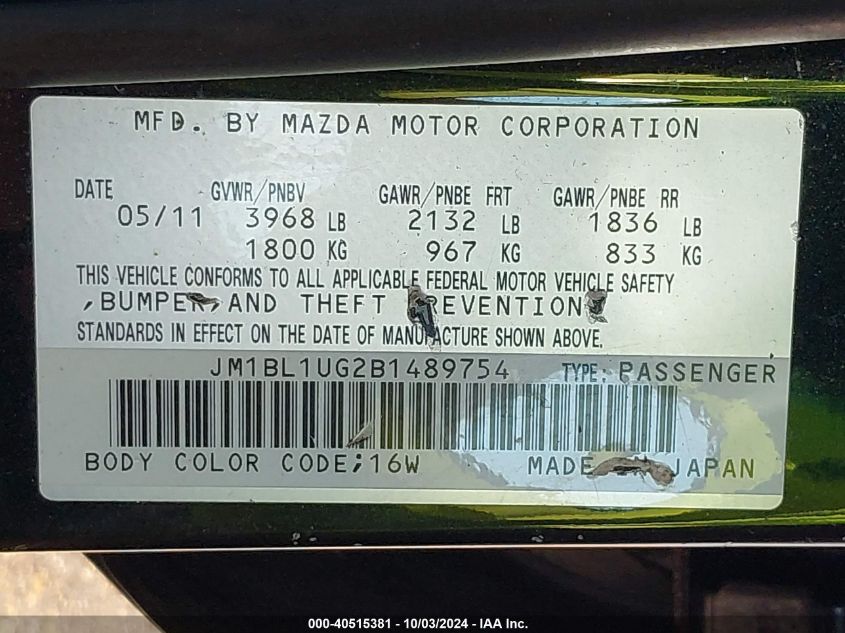 MFD. BY MAZDA MOTOR CORPORATION
DATE GVWR/PNBV GAWR/PNBE FRT GAWR/PNBE RR
05/11 3968 LB 2132 LB 1836 LB
1800 KG 967 KG 833 KG
THIS VEHICLE CONFORMS TO ALL APPLICABLE FEDERAL MOTOR VEHICLE SAFETY
,BUMPER,AND THEFT PREVENTION
STANDARDS IN EFFECT ON THE DATE OF MANUFACTURE SHOWN ABOVE.
JM1BL1UG2B1489754 TYPE: PASSENGER
BODY COLOR CODE;16W MADE JAPAN
000-40515381 - 10/03/2024 - IAA Inc.